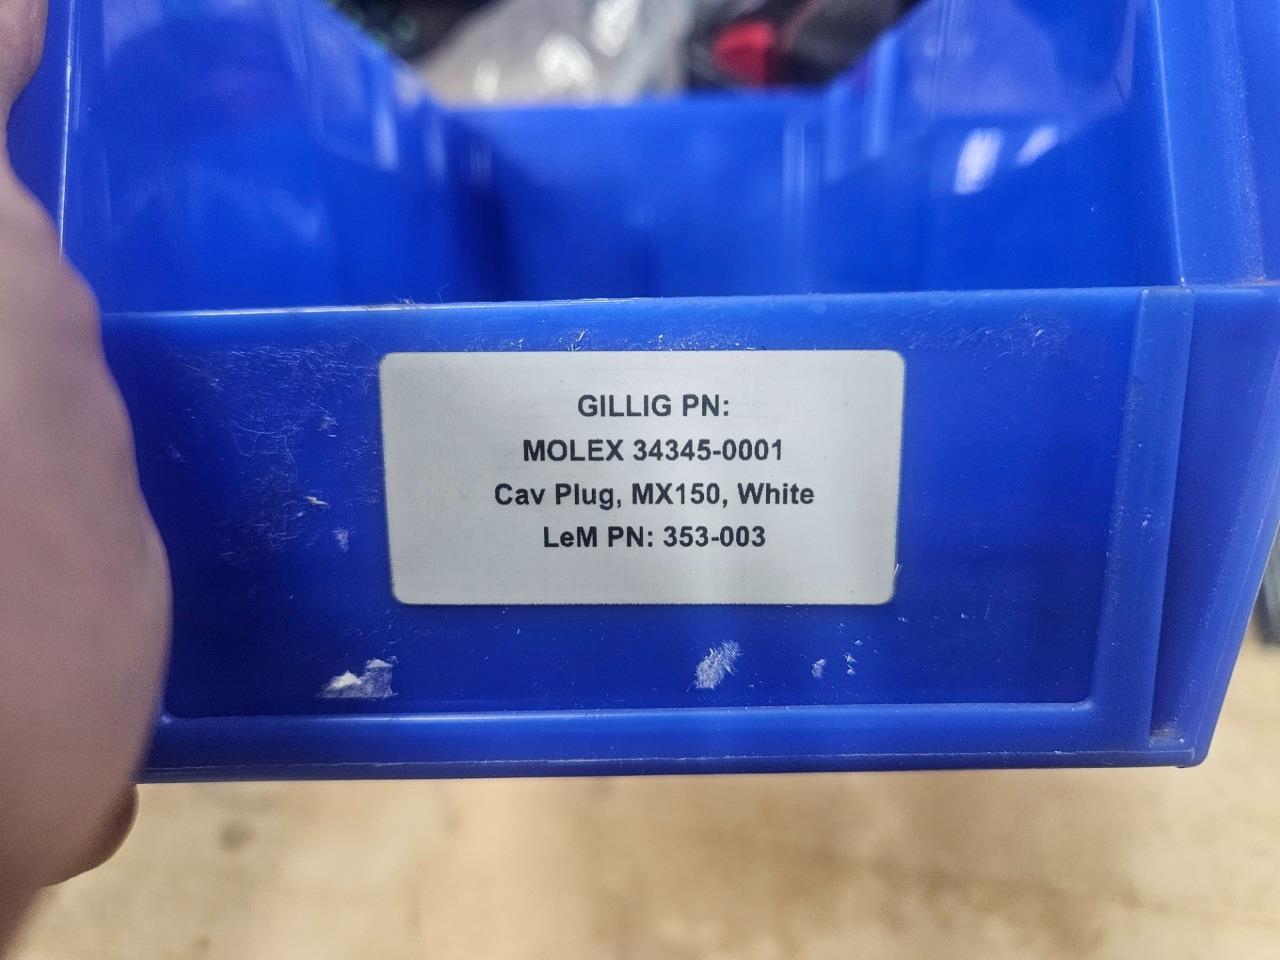 GILLIG PN:
MOLEX 34345-0001
Cav Plug, MX150, White
LeM PN: 353-003